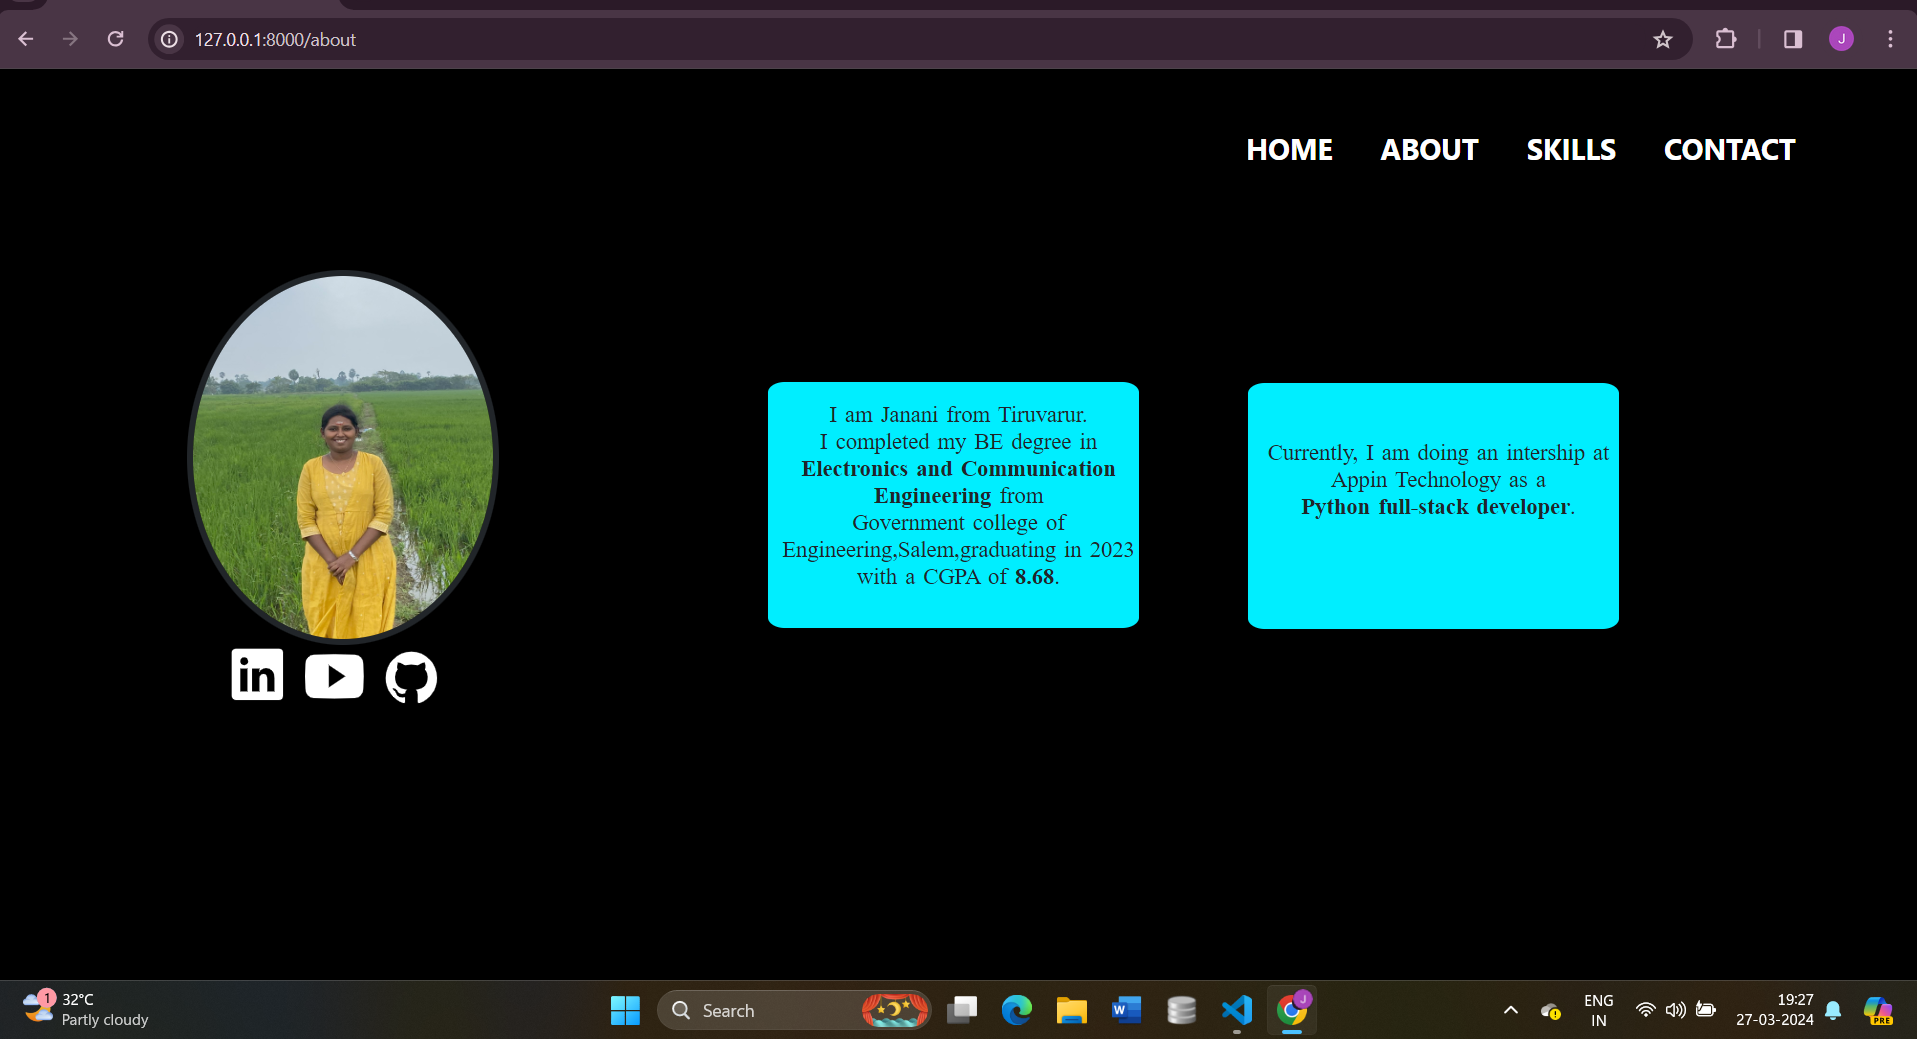 127.0.0.1:8000/about
J
HOME ABOUT SKILLS CONTACT
I am Janani from Tiruvarur.
I completed my BE degree in
Electronics and Communication
Engineering from
Government college of
Engineering,Salem,graduating in 2023
with a CGPA of 8.68.
Currently, I am doing an intership at
Appin Technology as a
Python full-stack developer.
in
1
32°C
Partly cloudy
Search
W
J
ENG
IN
19:27
27-03-2024
PRE